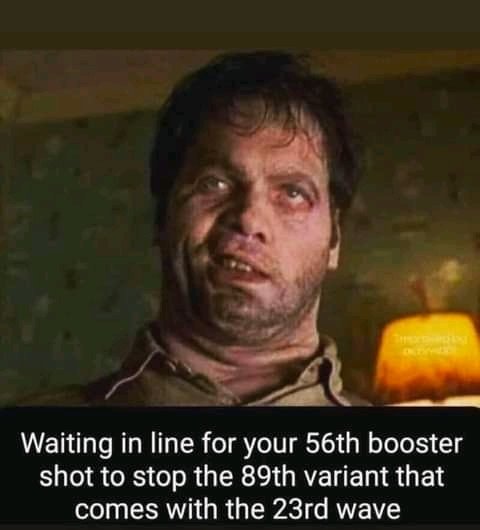 Waiting in line for your 56th booster
shot to stop the 89th variant that
comes with the 23rd wave